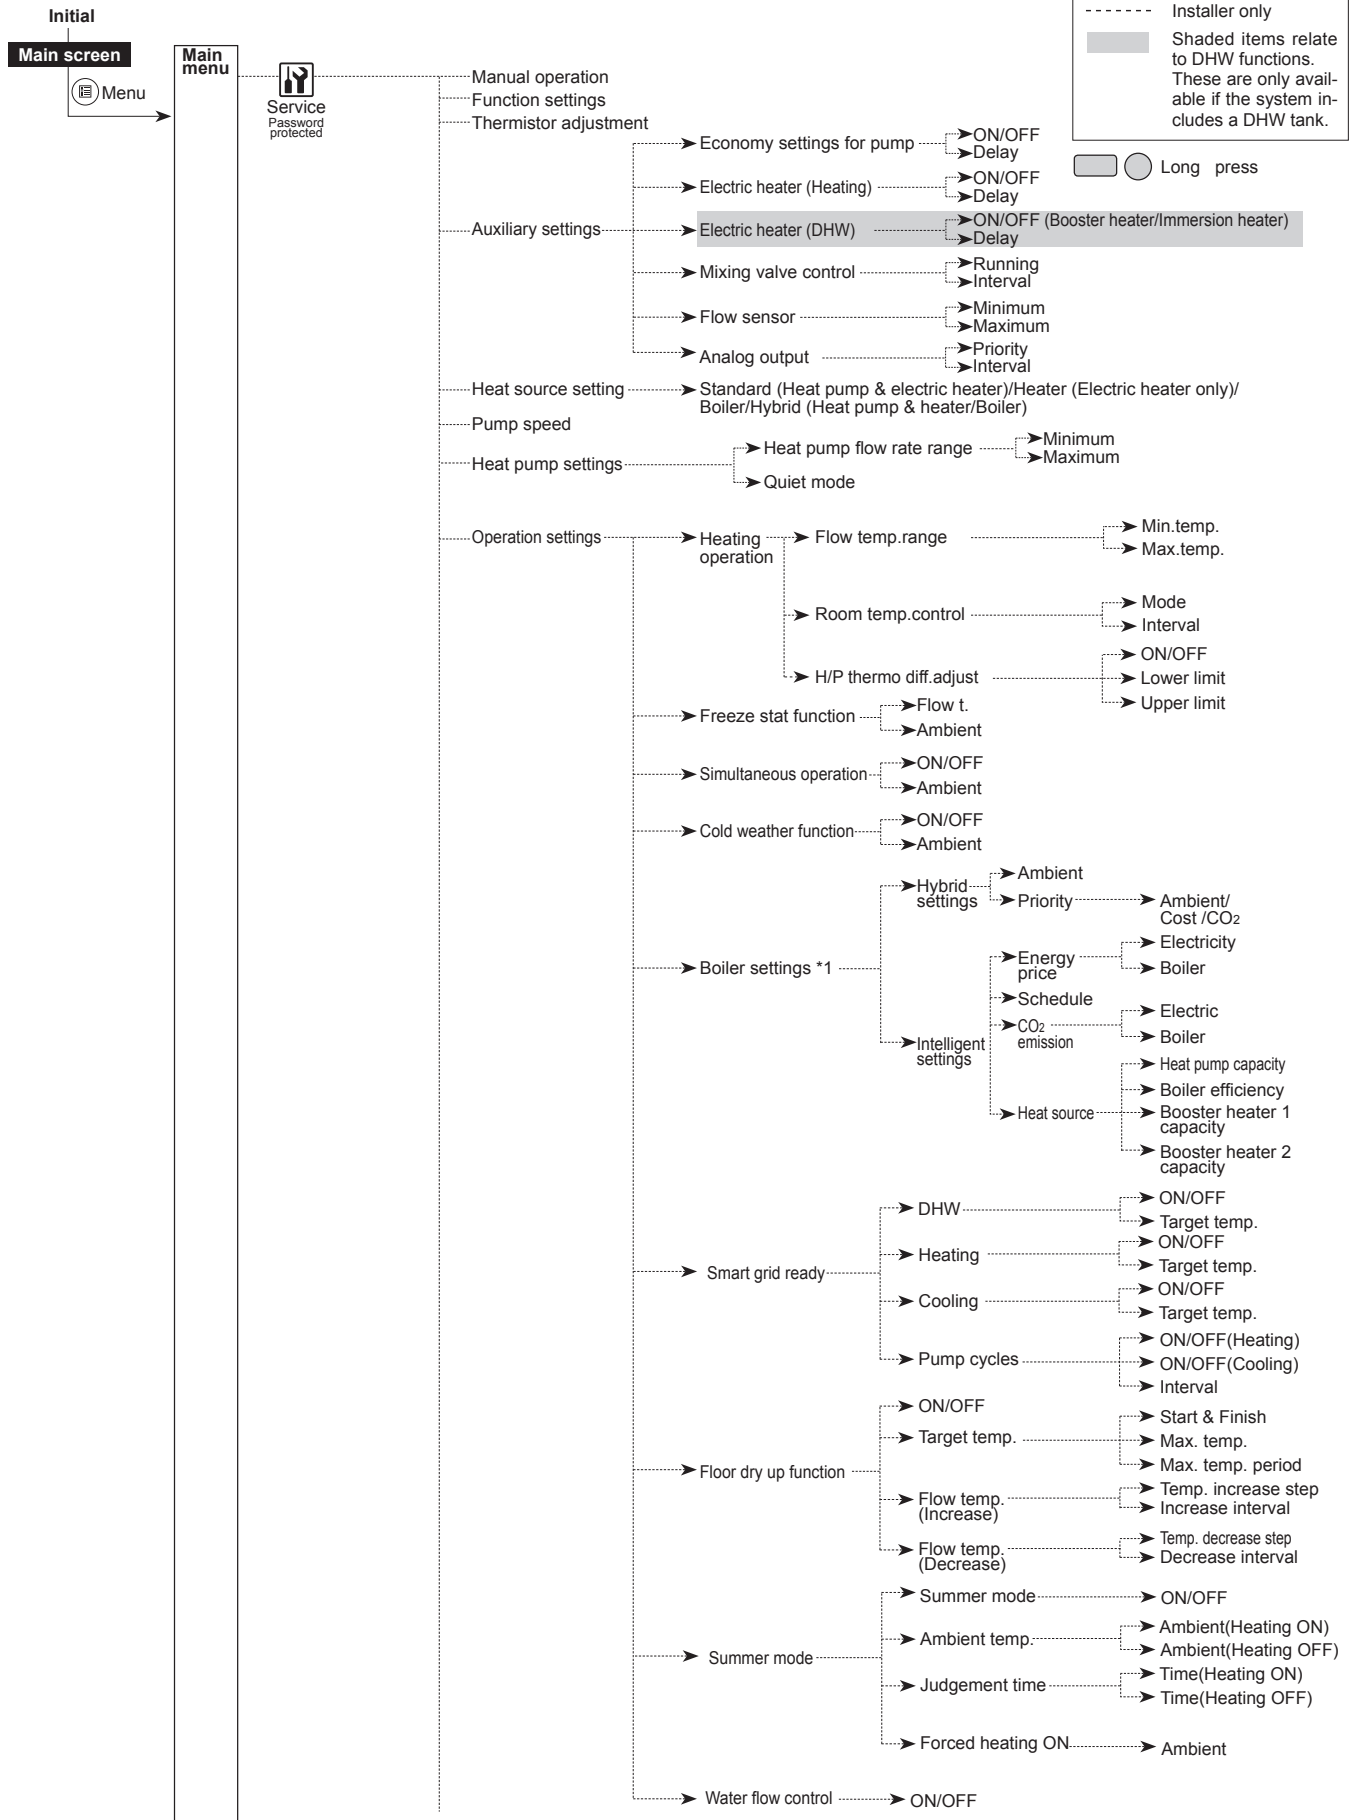 Initial
Main screen
Menu
Main
menu
Service
Password
protected
Installer only
Shaded items relate
to DHW functions.
These are only avail-
able if the system in-
cludes a DHW tank.
Long press
Manual operation
Function settings
Thermistor adjustment
Auxiliary settings
Economy settings for pump
ON/OFF
Delay
Electric heater (Heating)
ON/OFF
Delay
Electric heater (DHW)
ON/OFF (Booster heater/Immersion heater)
Delay
Mixing valve control
Running
Interval
Flow sensor
Minimum
Maximum
Analog output
Priority
Interval
Heat source setting
Standard (Heat pump & electric heater)/Heater (Electric heater only)/
Boiler/Hybrid (Heat pump & heater/Boiler)
Pump speed
Heat pump settings
Heat pump flow rate range
Minimum
Maximum
Quiet mode
Operation settings
Heating
operation
Flow temp.range
Min.temp.
Max.temp.
Room temp.control
Mode
Interval
H/P thermo diff.adjust
ON/OFF
Lower limit
Upper limit
Freeze stat function
Flow t.
Ambient
Simultaneous operation
ON/OFF
Ambient
Cold weather function
ON/OFF
Ambient
Boiler settings *1
Hybrid
settings
Ambient
Priority
Ambient/
Cost /CO2
Intelligent
settings
Energy
price
Electricity
Boiler
Schedule
CO2
emission
Electric
Boiler
Heat source
Heat pump capacity
Boiler efficiency
Booster heater 1
capacity
Booster heater 2
capacity
Smart grid ready
DHW
ON/OFF
Target temp.
Heating
ON/OFF
Target temp.
Cooling
ON/OFF
Target temp.
Pump cycles
ON/OFF(Heating)
ON/OFF(Cooling)
Interval
Floor dry up function
ON/OFF
Target temp.
Start & Finish
Max. temp.
Max. temp. period
Flow temp.
(Increase)
Temp. increase step
Increase interval
Flow temp.
(Decrease)
Temp. decrease step
Decrease interval
Summer mode
Summer mode
ON/OFF
Ambient temp.
Ambient(Heating ON)
Ambient(Heating OFF)
Judgement time
Time(Heating ON)
Time(Heating OFF)
Forced heating ON
Ambient
Water flow control
ON/OFF